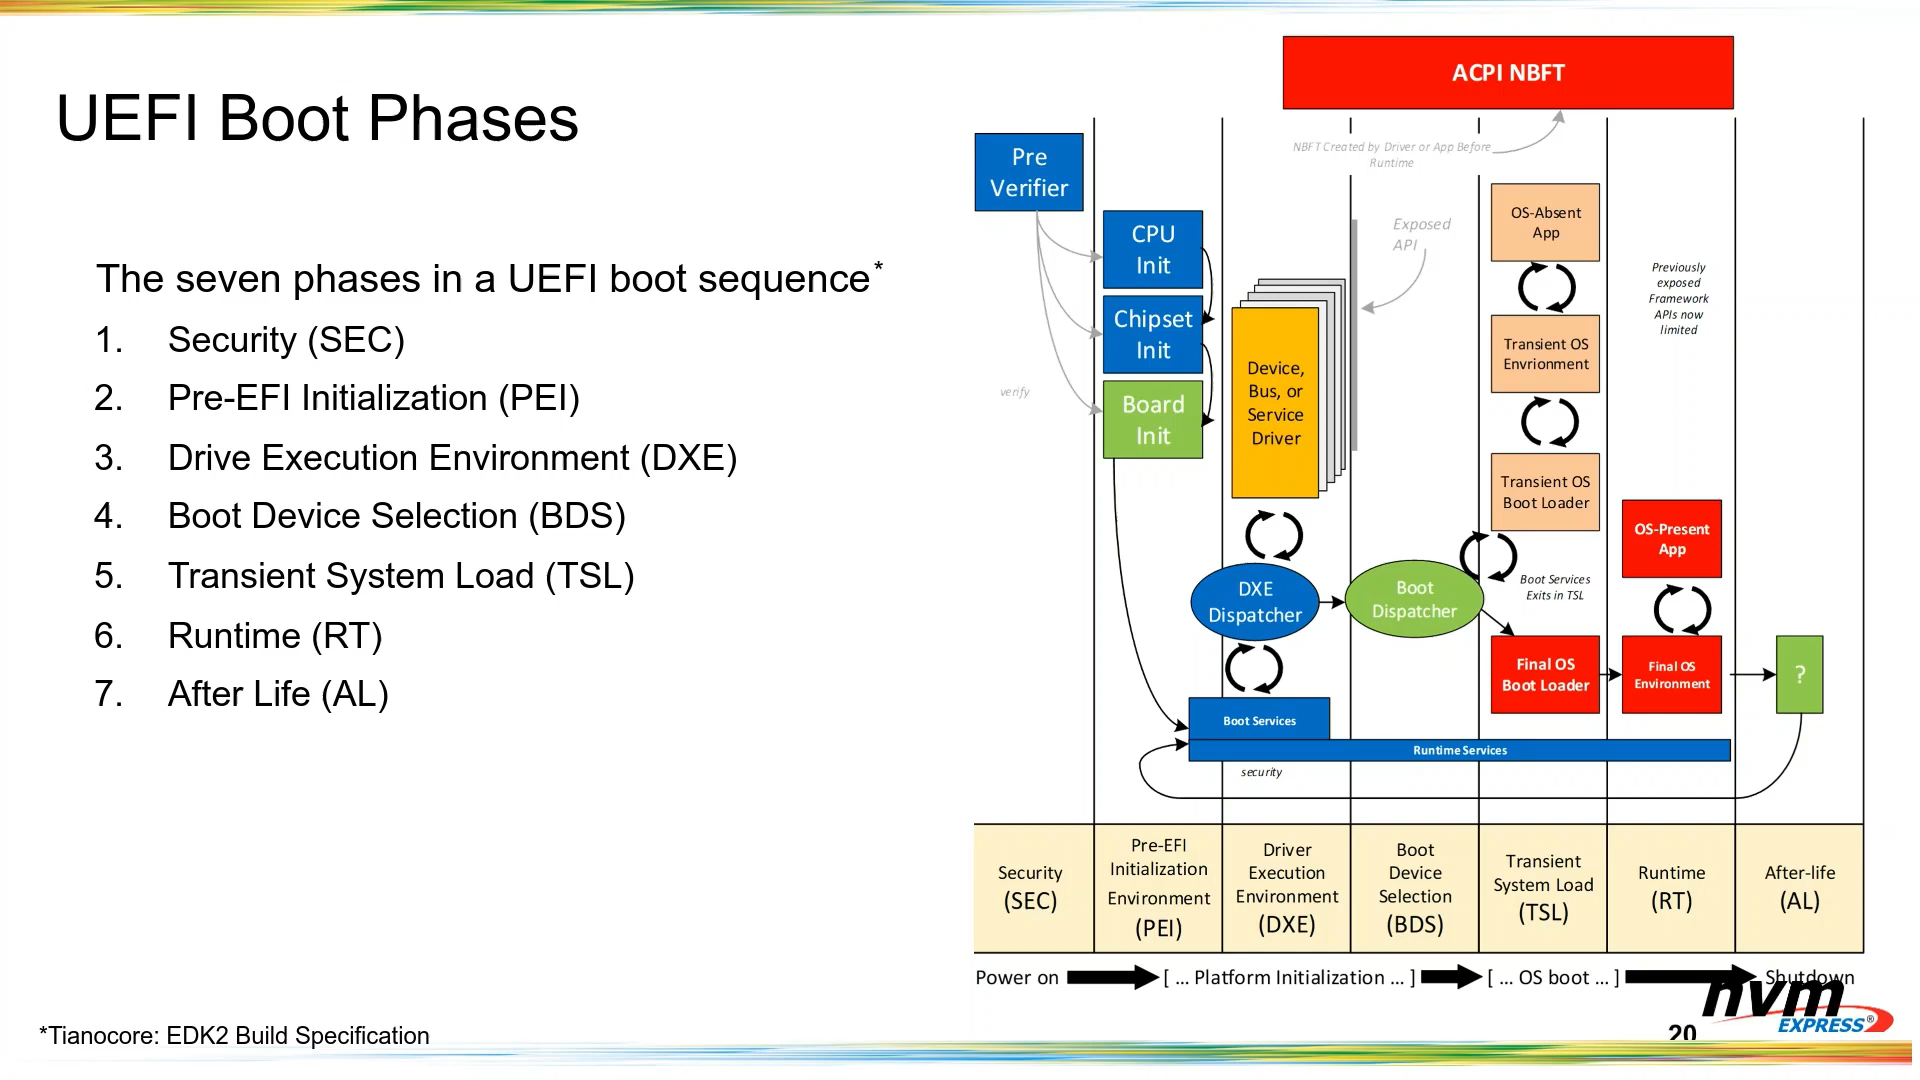 UEFI Boot Phases
The seven phases in a UEFI boot sequence*
1. Security (SEC)
2. Pre-EFI Initialization (PEI)
3. Drive Execution Environment (DXE)
4. Boot Device Selection (BDS)
5. Transient System Load (TSL)
6. Runtime (RT)
7. After Life (AL)
*Tianocore: EDK2 Build Specification
ACPI NBFT
NBFT Created by Driver or App Before
Runtime
Pre
Verifier
verify
CPU
Init
Chipset
Init
Board
Init
Device,
Bus, or
Service
Driver
Exposed
API
OS-Absent
App
Transient OS
Envrionment
Transient OS
Boot Loader
Previously
exposed
Framework
APIs now
limited
OS-Present
App
DXE
Dispatcher
Boot
Dispatcher
Boot Services
Exits in TSL
Final OS
Boot Loader
Final OS
Environment
?
Boot Services
Runtime Services
security
Security
(SEC)
Pre-EFI
Initialization
Environment
(PEI)
Driver
Execution
Environment
(DXE)
Boot
Device
Selection
(BDS)
Transient
System Load
(TSL)
Runtime
(RT)
After-life
(AL)
Power on [ ... Platform Initialization ... ] [ ... OS boot ... ] Shutdown
nvm
EXPRESS®
20